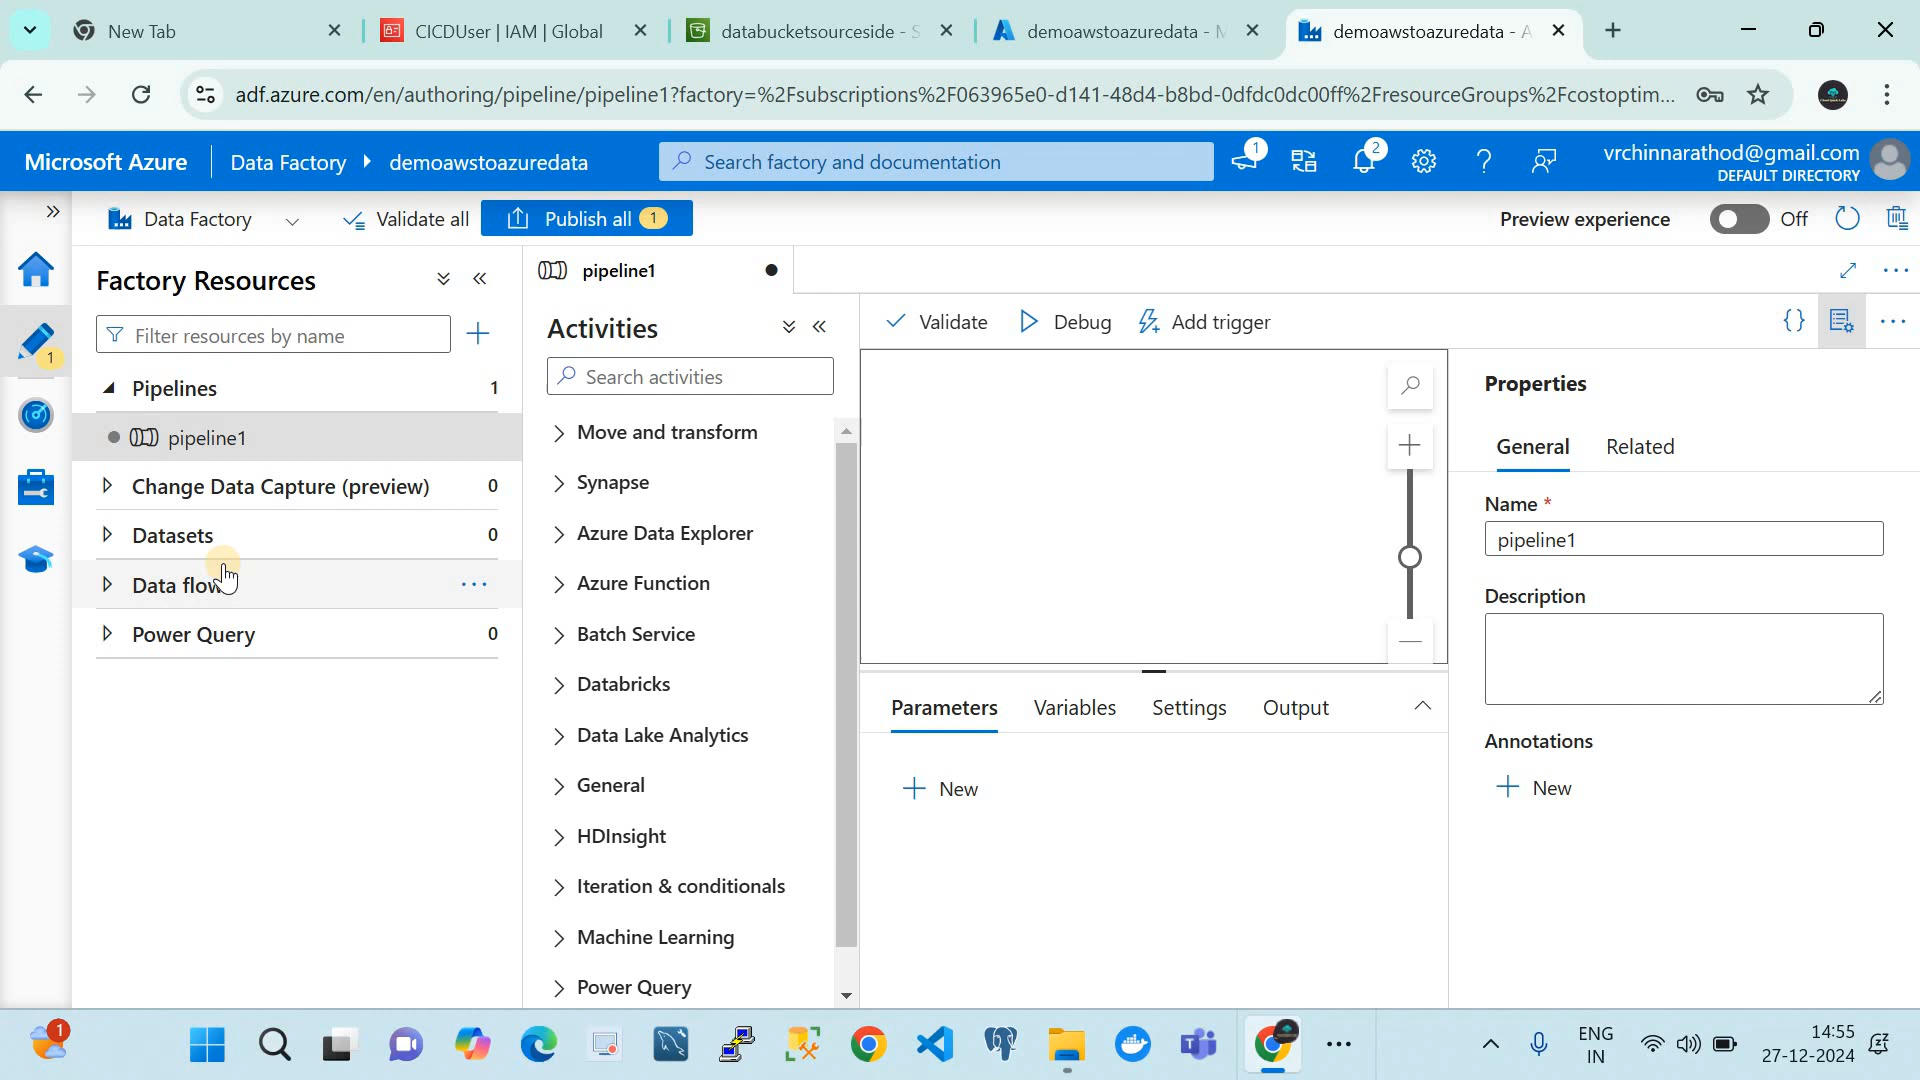 New Tab
CICDUser | IAM | Global
databucketsourceside - S
demoawstoazuredata - M
demoawstoazuredata - A
adf.azure.com/en/authoring/pipeline/pipeline1?factory=%2Fsubscriptions%2F063965e0-d141-48d4-b8bd-0dfdc0dc00ff%2FresourceGroups%2Fcostoptim...
Microsoft Azure
Data Factory
demoawstoazuredata
Search factory and documentation
1
2
vrchinnarathod@gmail.com
DEFAULT DIRECTORY
Data Factory
Validate all
Publish all 1
Preview experience
Off
Factory Resources
Filter resources by name
1
Pipelines 1
pipeline1
Change Data Capture (preview) 0
Datasets 0
Data flow
Power Query 0
pipeline1
Activities
Search activities
Move and transform
Synapse
Azure Data Explorer
Azure Function
Batch Service
Databricks
Data Lake Analytics
General
HDInsight
Iteration & conditionals
Machine Learning
Power Query
Validate
Debug
Add trigger
Parameters
Variables
Settings
Output
New
Properties
General
Related
Name *
pipeline1
Description
Annotations
New
1
ENG
IN
14:55
27-12-2024